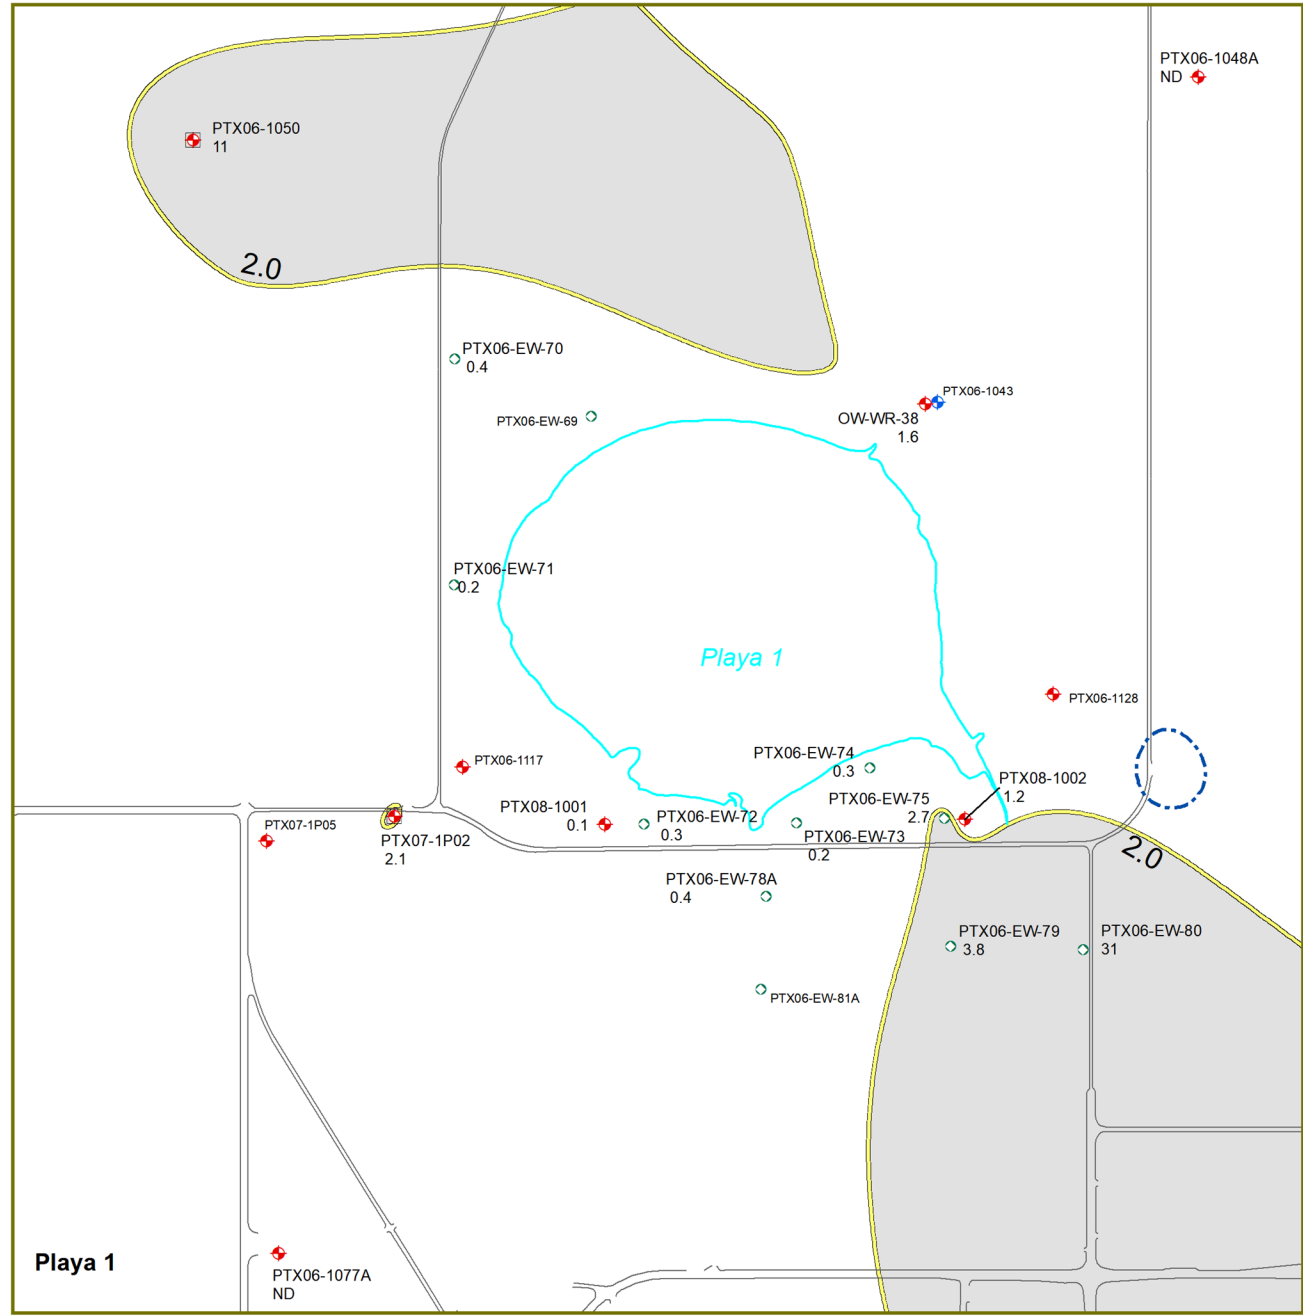 PTX06-1048A
ND
PTX06-1050
11
2.0
PTX06-EW-70
0.4
PTX06-1043
PTX06-EW-69
OW-WR-38
1.6
PTX06-EW-71
0.2
Playa 1
PTX06-1128
PTX06-EW-74
0.3
PTX06-1117
PTX08-1002
1.2
PTX06-EW-75
2.7
PTX08-1001
0.1
PTX06-EW-72
0.3
PTX07-1P05
PTX07-1P02
2.1
PTX06-EW-73
0.2
2.0
PTX06-EW-78A
0.4
PTX06-EW-79
3.8
PTX06-EW-80
31
PTX06-EW-81A
Playa 1
PTX06-1077A
ND